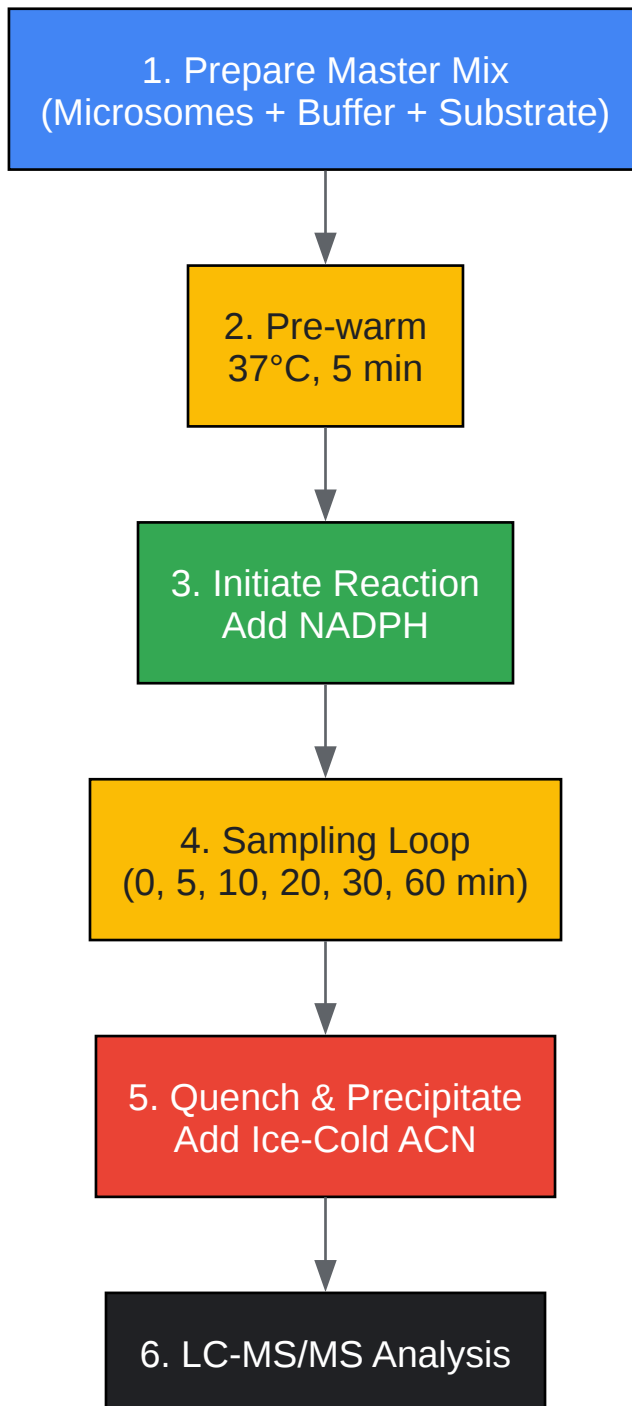 1. Prepare Master Mix
(Microsomes + Buffer + Substrate)
2. Pre-warm
37°C, 5 min
3. Initiate Reaction
Add NADPH
4. Sampling Loop
(0, 5, 10, 20, 30, 60 min)
5. Quench & Precipitate
Add Ice-Cold ACN
6. LC-MS/MS Analysis